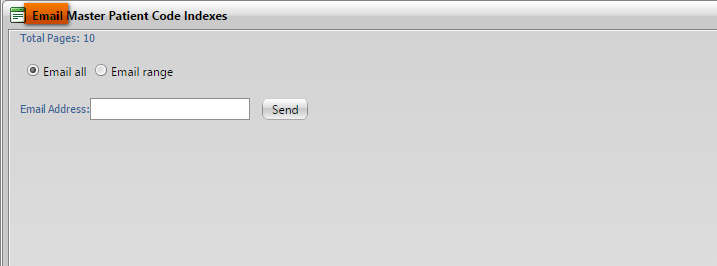 Email Master Patient Code Indexes
Total Pages: 10
Email all Email range
Email Address: Send